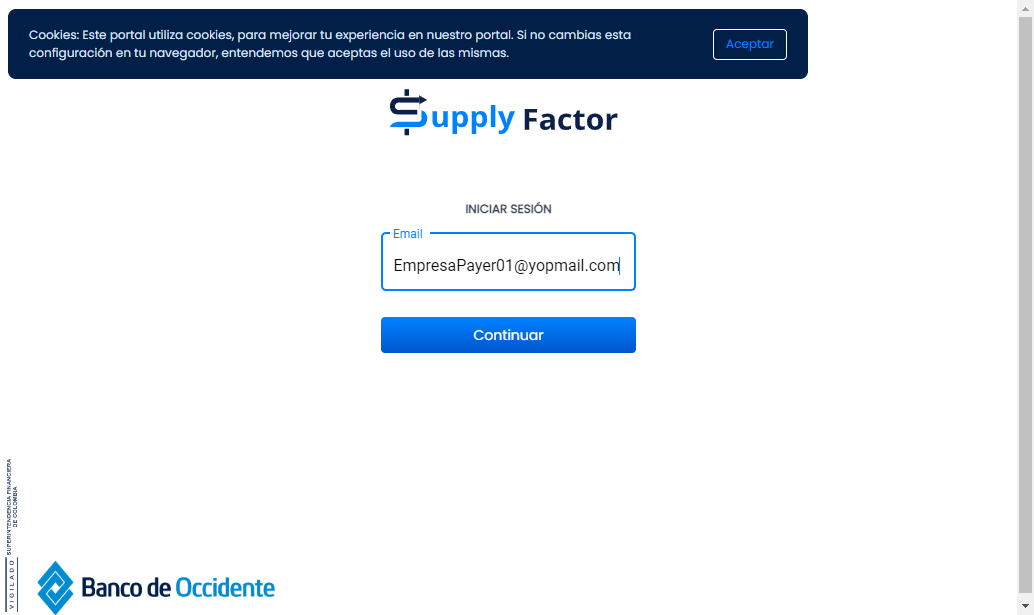 Cookies: Este portal utiliza cookies, para mejorar tu experiencia en nuestro portal. Si no cambias esta
configuración en tu navegador, entendemos que aceptas el uso de las mismas.
Aceptar
Supply Factor
INICIAR SESIÓN
Email
EmpresaPayer01@yopmail.com
Continuar
VIGILADO
SUPERINTENDENCIA FINANCIERA
DE COLOMBIA
Banco de Occidente